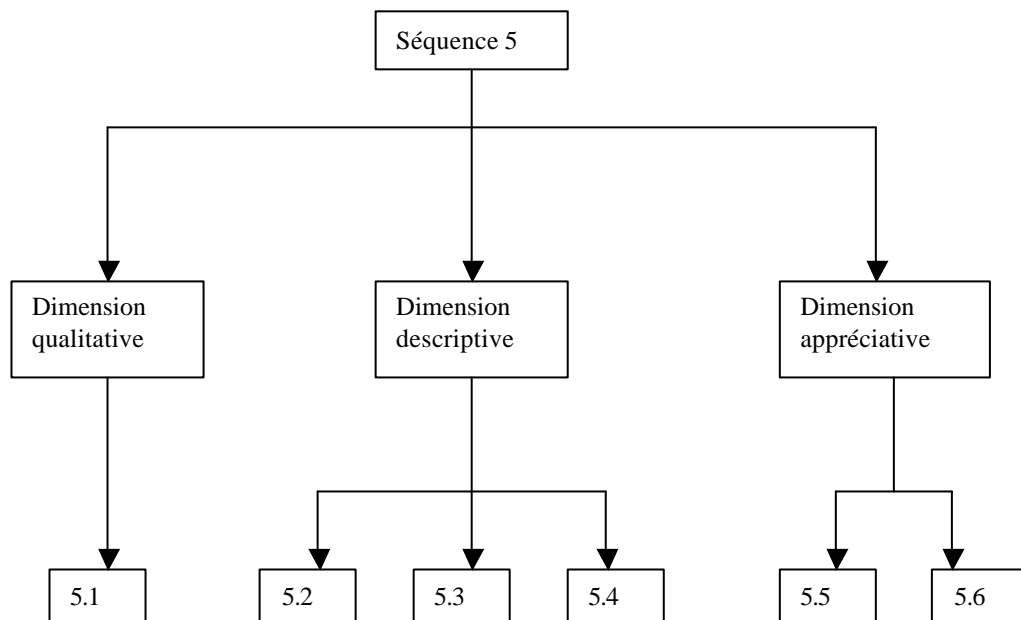 Séquence 5
Dimension
qualitative
Dimension
descriptive
Dimension
appréciative
5.1
5.2
5.3
5.4
5.5
5.6